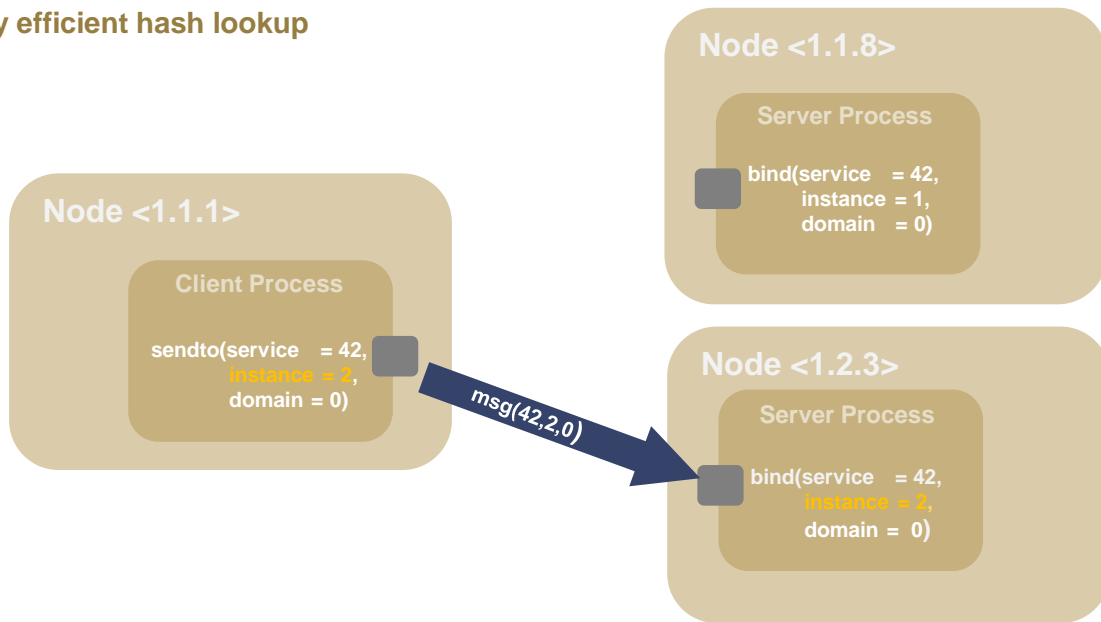 efficient hash lookup
Node <1.1.8>
Server Process
bind(service = 42,
instance = 1,
domain = 0)
Node <1.1.1>
Client Process
sendto(service = 42,
instance = 2,
domain = 0)
msg(42,2,0)
Node <1.2.3>
Server Process
bind(service = 42,
instance = 2,
domain = 0)